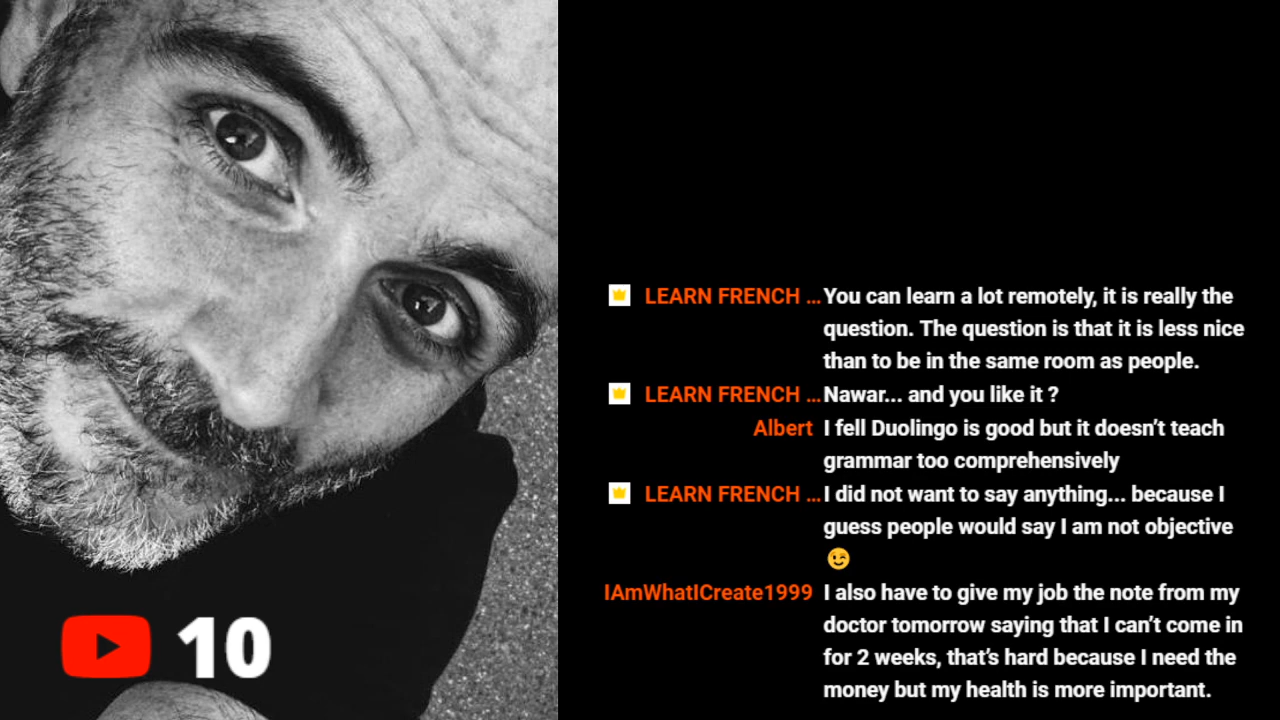 LEARN FRENCH ... You can learn a lot remotely, it is really the
question. The question is that it is less nice
than to be in the same room as people.
LEARN FRENCH ... Nawar... and you like it ?
Albert I fell Duolingo is good but it doesn't teach
grammar too comprehensively
LEARN FRENCH ... I did not want to say anything... because I
guess people would say I am not objective
😉
IAmWhatICreate1999 I also have to give my job the note from my
doctor tomorrow saying that I can't come in
for 2 weeks, that's hard because I need the
money but my health is more important.
10